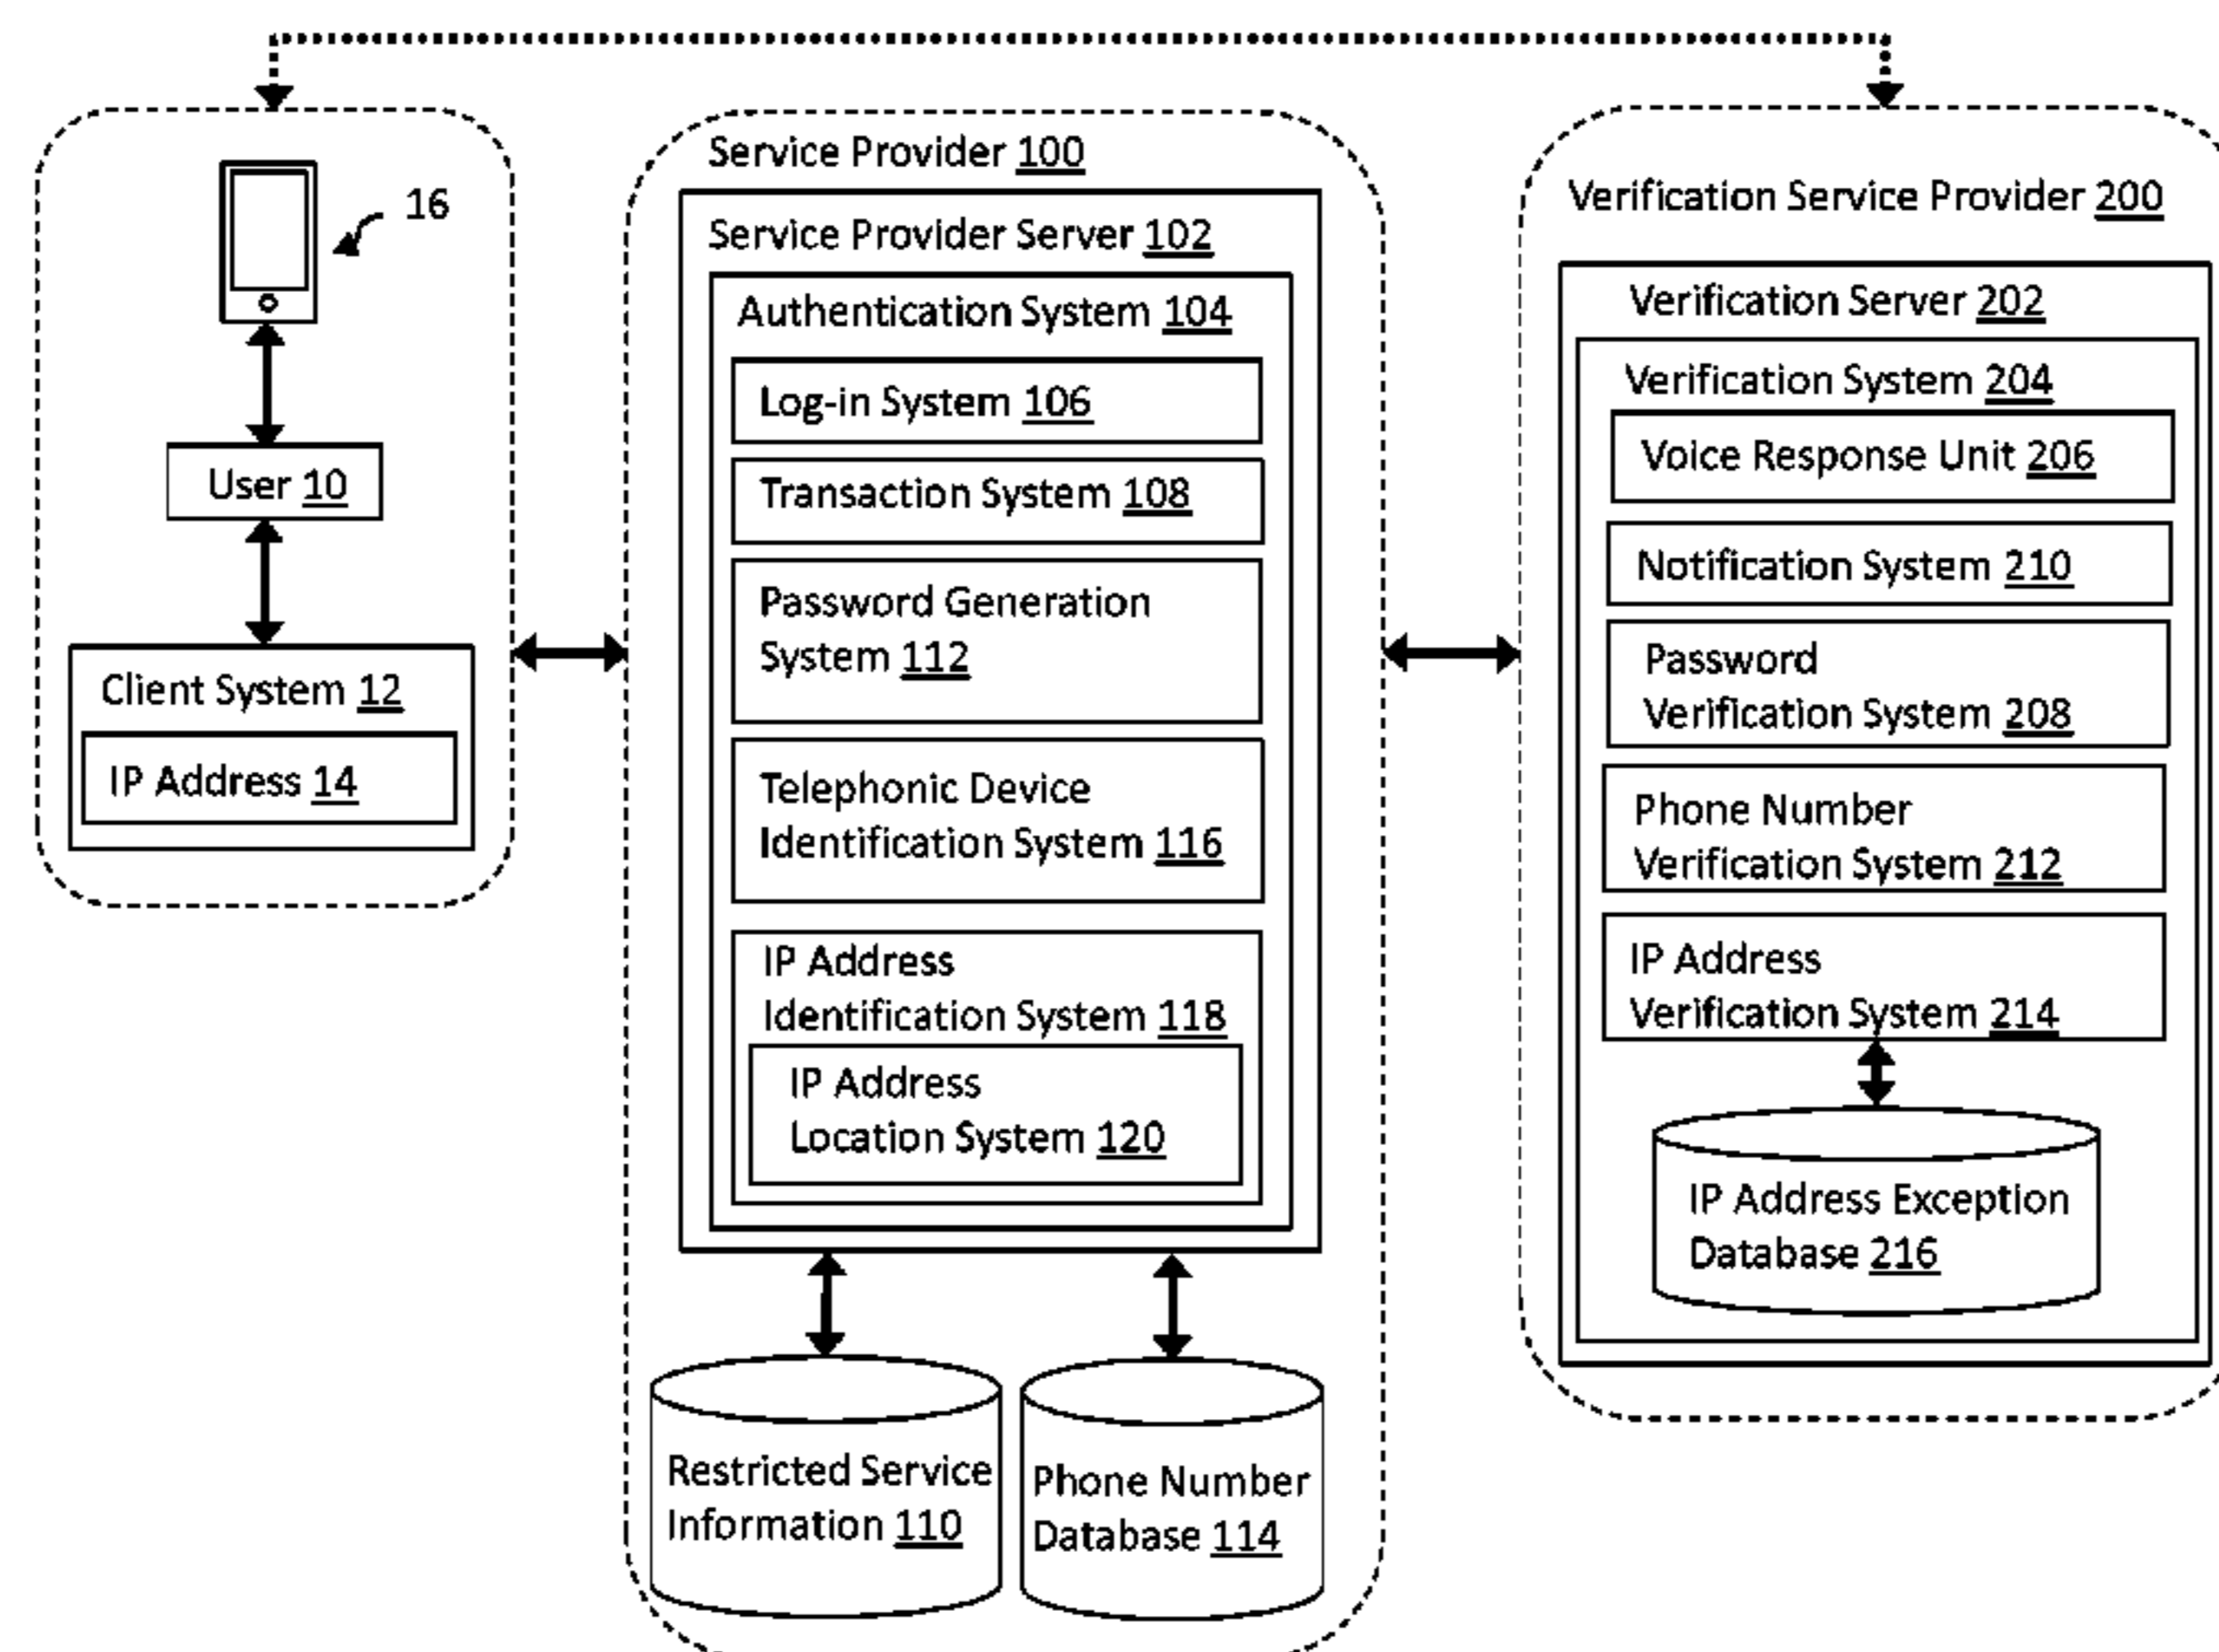 16
User 10
Client System 12
IP Address 14
Service Provider 100
Service Provider Server 102
Authentication System 104
Log-in System 106
Transaction System 108
Password Generation
System 112
Telephonic Device
Identification System 116
IP Address
Identification System 118
IP Address
Location System 120
Restricted Service
Information 110
Phone Number
Database 114
Verification Service Provider 200
Verification Server 202
Verification System 204
Voice Response Unit 206
Notification System 210
Password
Verification System 208
Phone Number
Verification System 212
IP Address
Verification System 214
IP Address Exception
Database 216